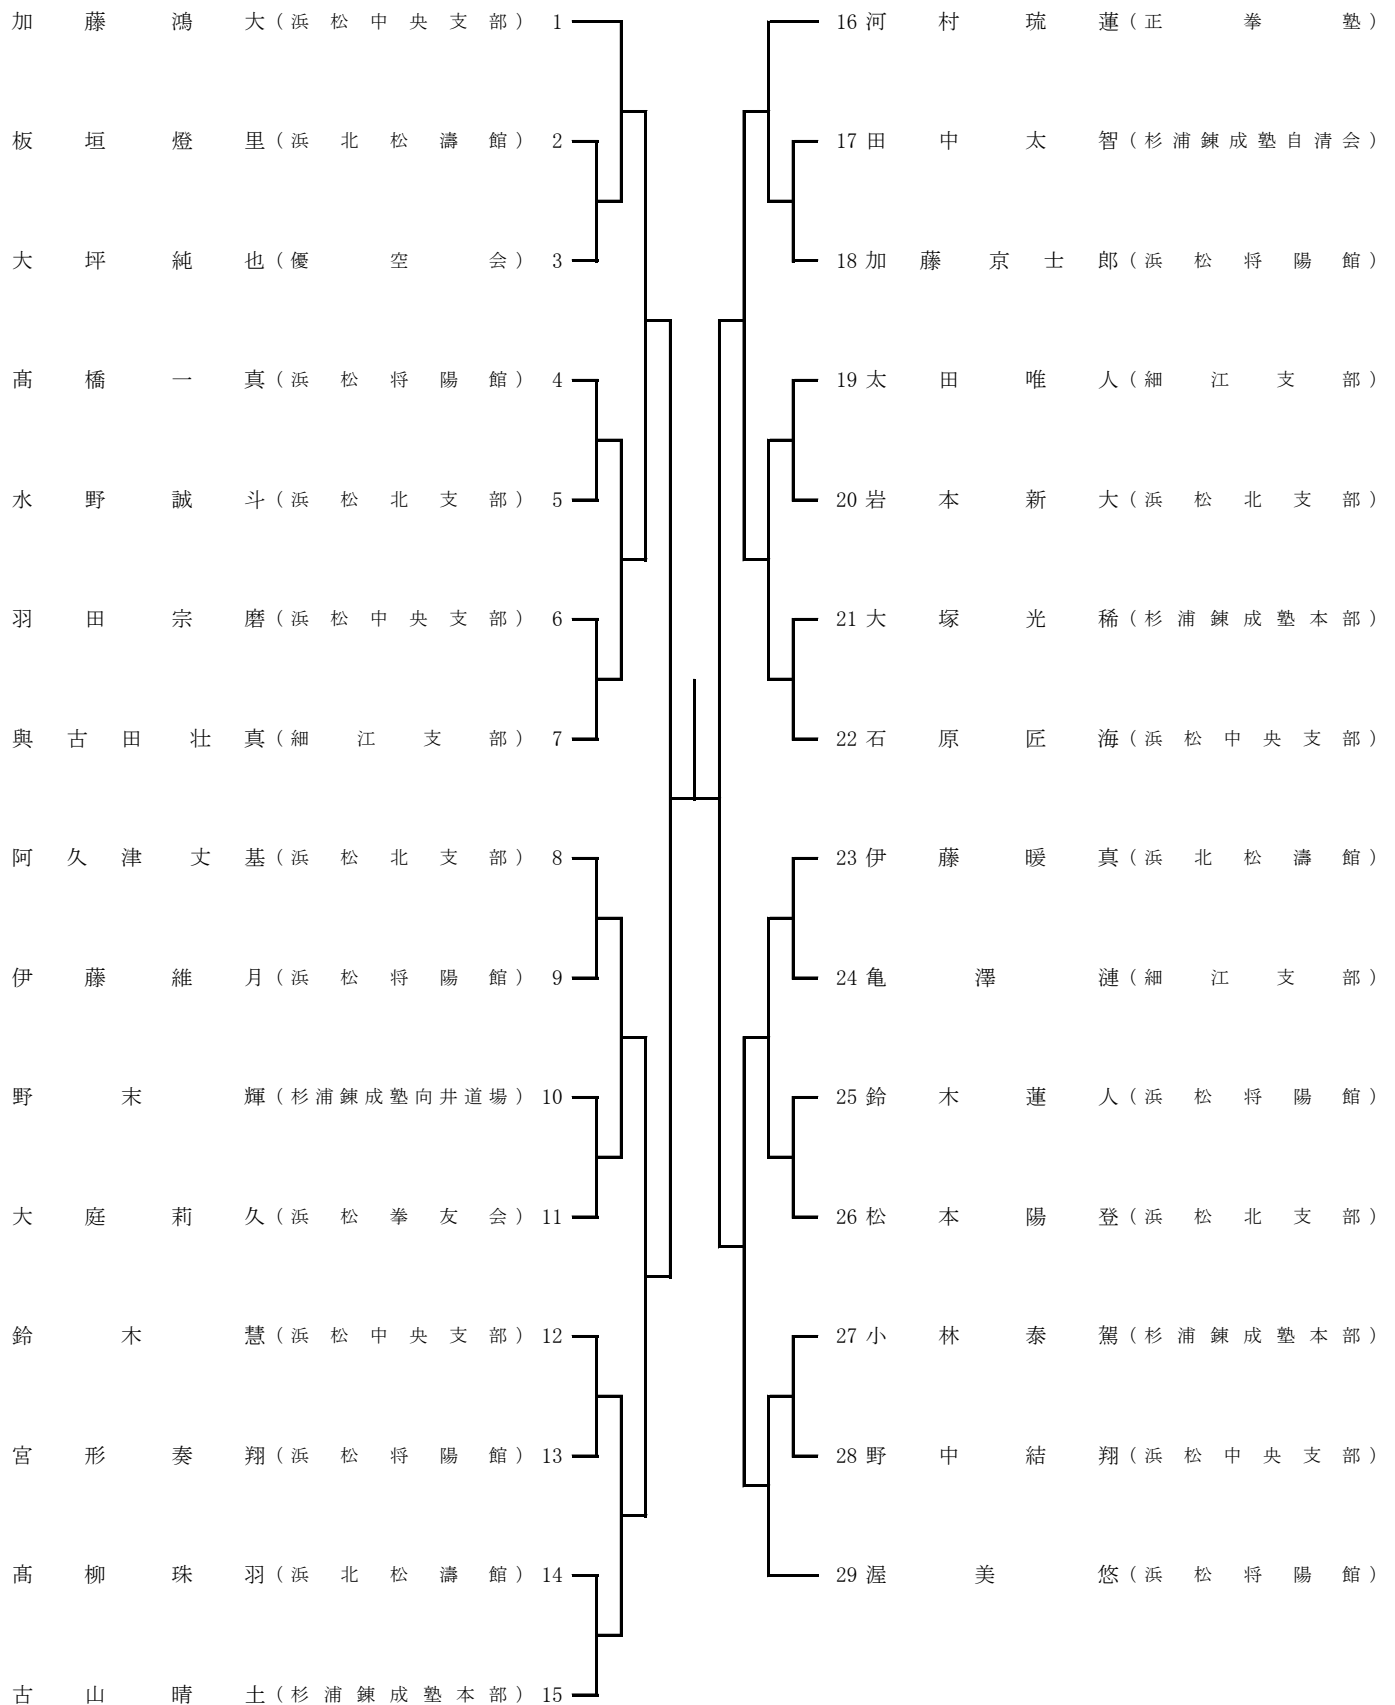 加藤鴻大(浜松中央支部) 1
板垣燈里(浜北松濤館) 2
大坪純也(優空会) 3
髙橋一真(浜松将陽館) 4
水野誠斗(浜松北支部) 5
羽田宗磨(浜松中央支部) 6
與古田壮真(細江支部) 7
阿久津丈基(浜松北支部) 8
伊藤維月(浜松将陽館) 9
野末輝(杉浦錬成塾向井道場) 10
大庭莉久(浜松拳友会) 11
鈴木慧(浜松中央支部) 12
宮形奏翔(浜松将陽館) 13
髙柳珠羽(浜北松濤館) 14
古山晴土(杉浦錬成塾本部) 15
16 河村琉蓮(正拳塾)
17 田中太智(杉浦錬成塾自清会)
18 加藤京士郎(浜松将陽館)
19 太田唯人(細江支部)
20 岩本新大(浜松北支部)
21 大塚光稀(杉浦錬成塾本部)
22 石原匠海(浜松中央支部)
23 伊藤暖真(浜北松濤館)
24 亀澤漣(細江支部)
25 鈴木蓮人(浜松将陽館)
26 松本陽登(浜松北支部)
27 小林泰駕(杉浦錬成塾本部)
28 野中結翔(浜松中央支部)
29 渥美悠(浜松将陽館)